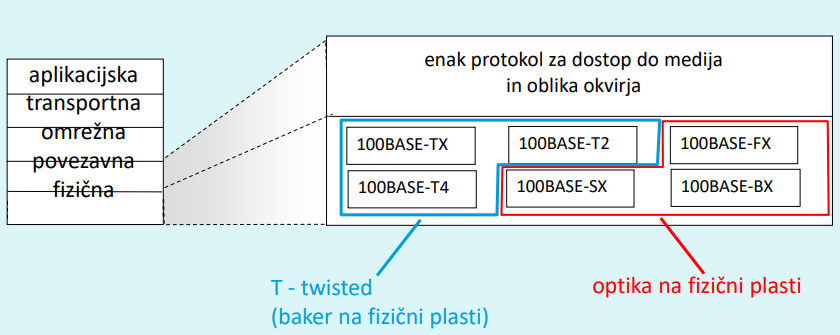 aplikacijska
transportna
omrežna
povezavna
fizična
enak protokol za dostop do medija
in oblika okvirja
100BASE-TX
100BASE-T2
100BASE-FX
100BASE-T4
100BASE-SX
100BASE-BX
T - twisted
(baker na fizični plasti)
optika na fizični plasti